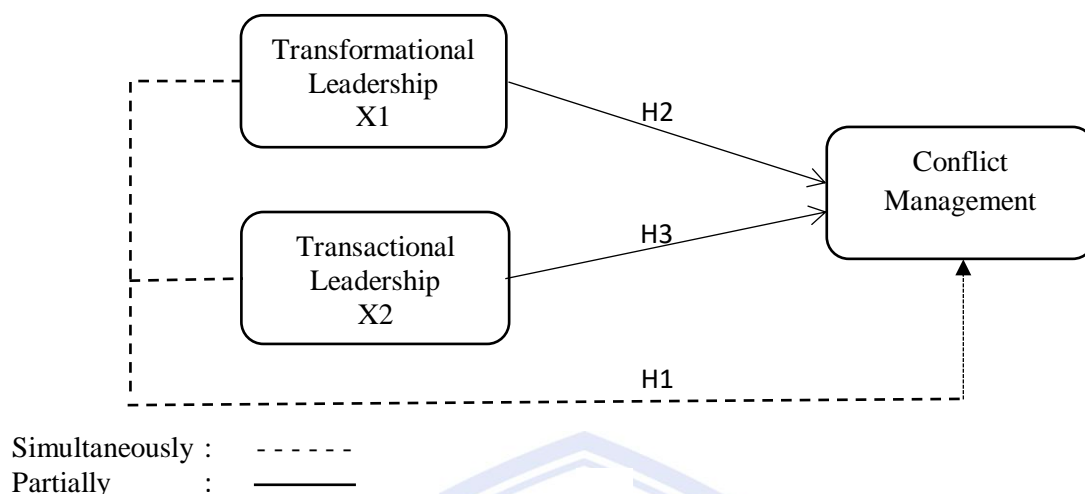 Transformational
Leadership
X1
H2
Conflict
Management
Transactional
Leadership
X2
H3
H1
Simultaneously :
Partially :